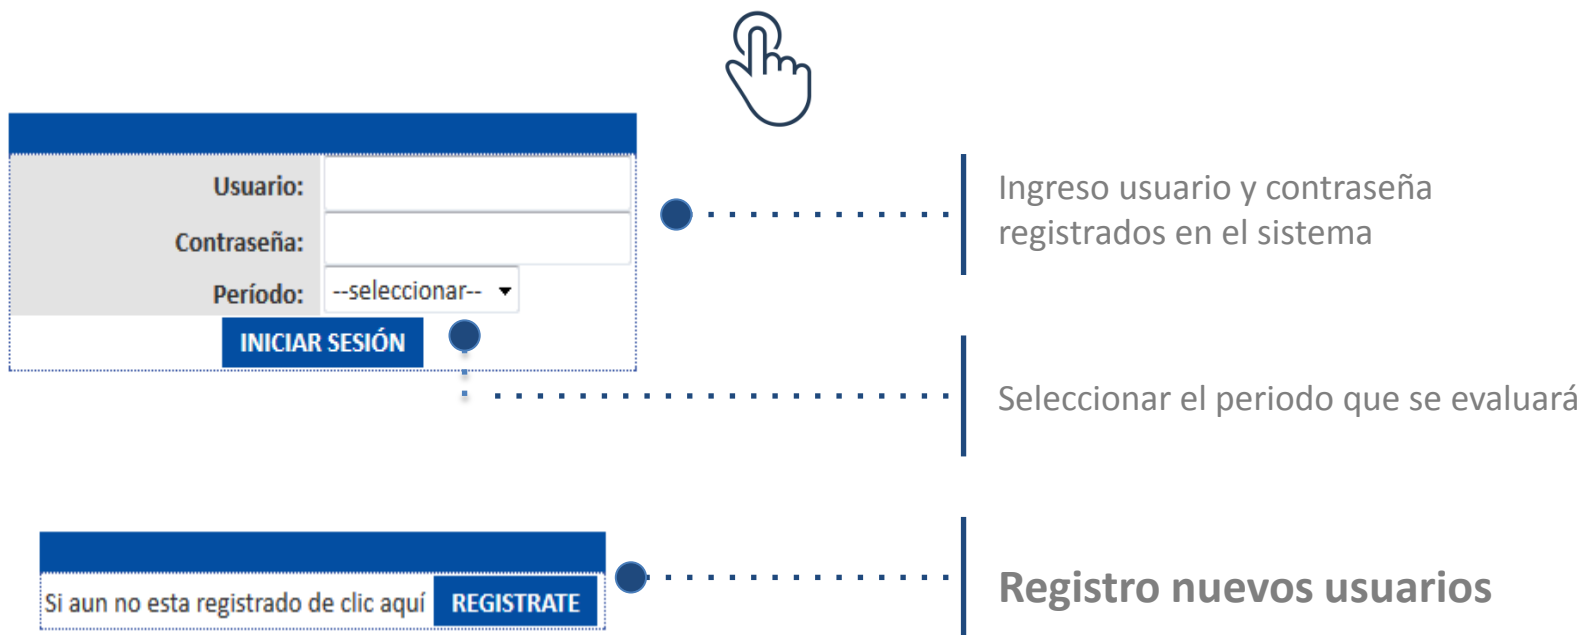 Usuario:
Contraseña:
Período: --seleccionar--
INICIAR SESIÓN
Ingreso usuario y contraseña
registrados en el sistema
Seleccionar el periodo que se evaluará
Si aun no esta registrado de clic aquí REGISTRATE
Registro nuevos usuarios